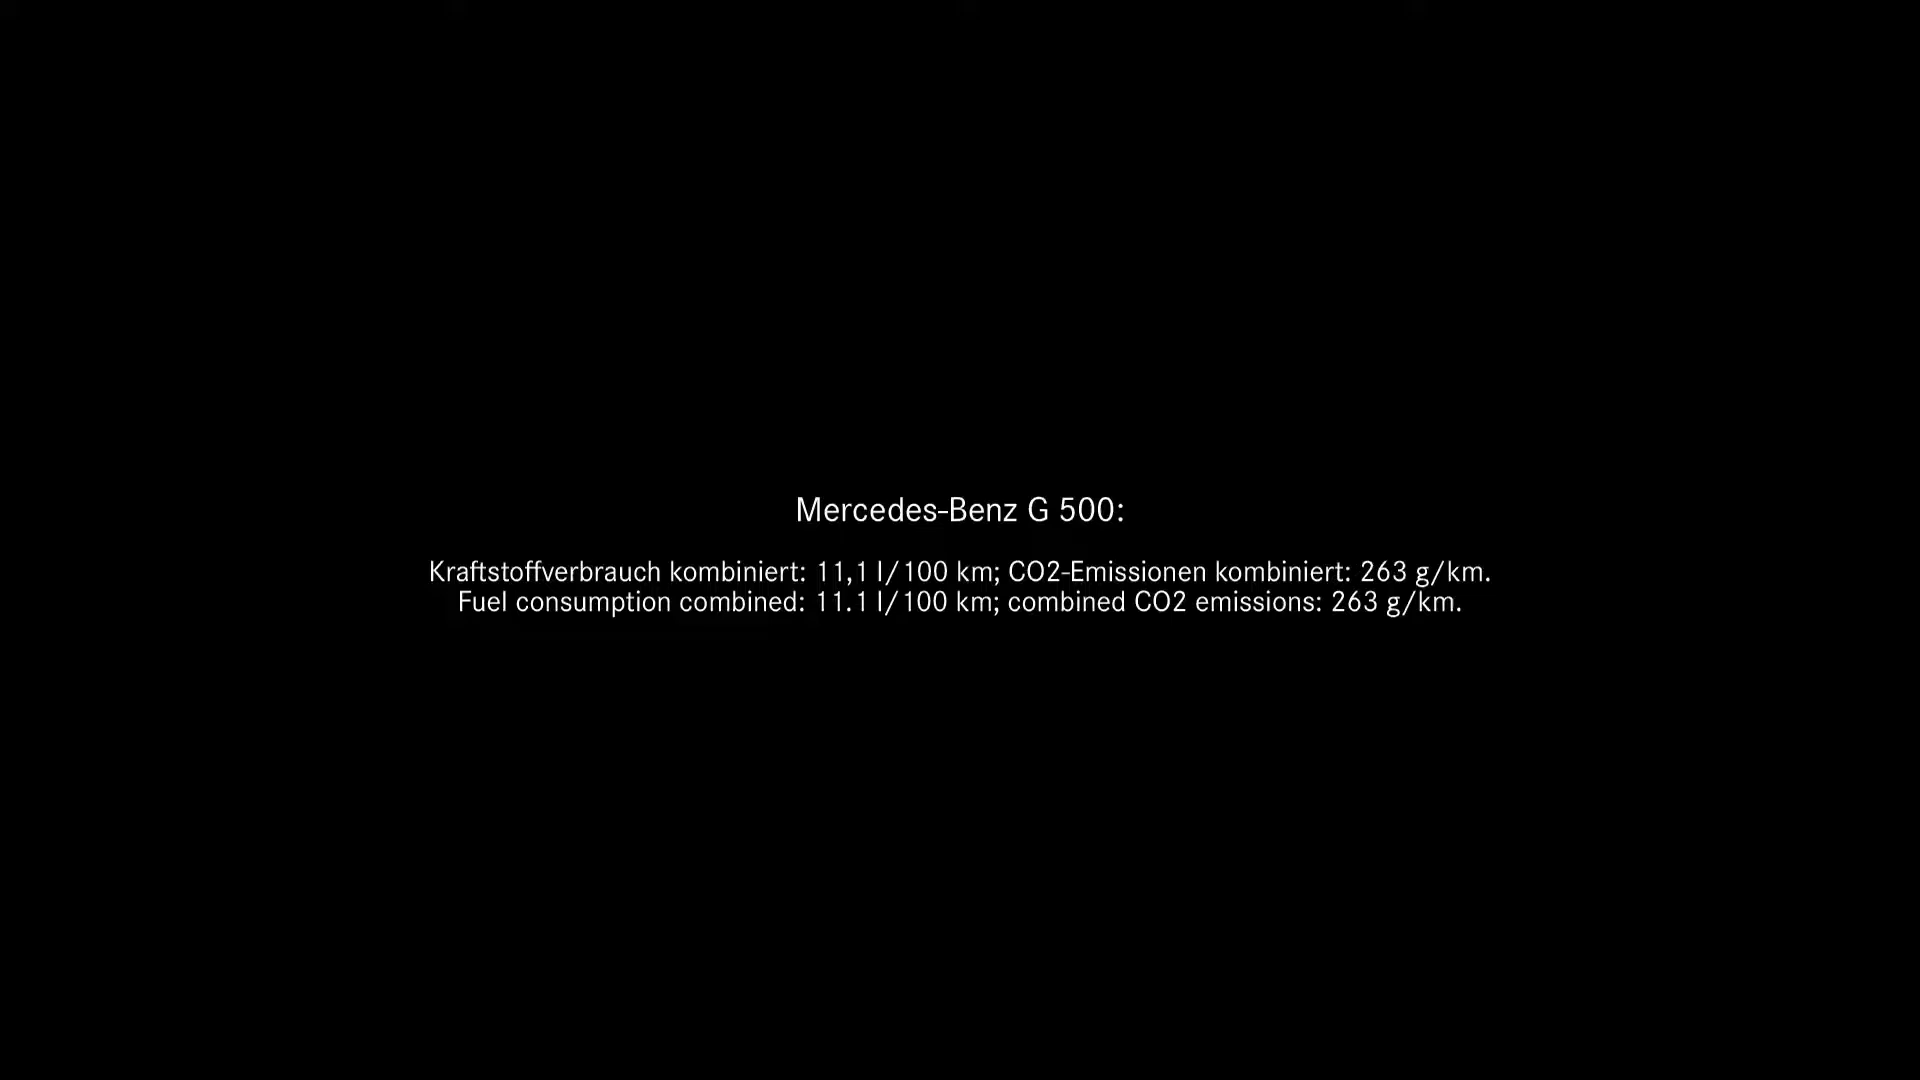 Mercedes-Benz G 500:
Kraftstoffverbrauch kombiniert: 11,1 l/100 km; CO2-Emissionen kombiniert: 263 g/km.
Fuel consumption combined: 11.1 l/100 km; combined CO2 emissions: 263 g/km.